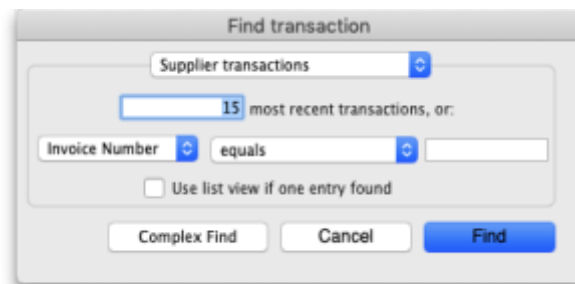 Find transaction
Supplier transactions
15 most recent transactions, or:
Invoice Number equals
Use list view if one entry found
Complex Find Cancel Find